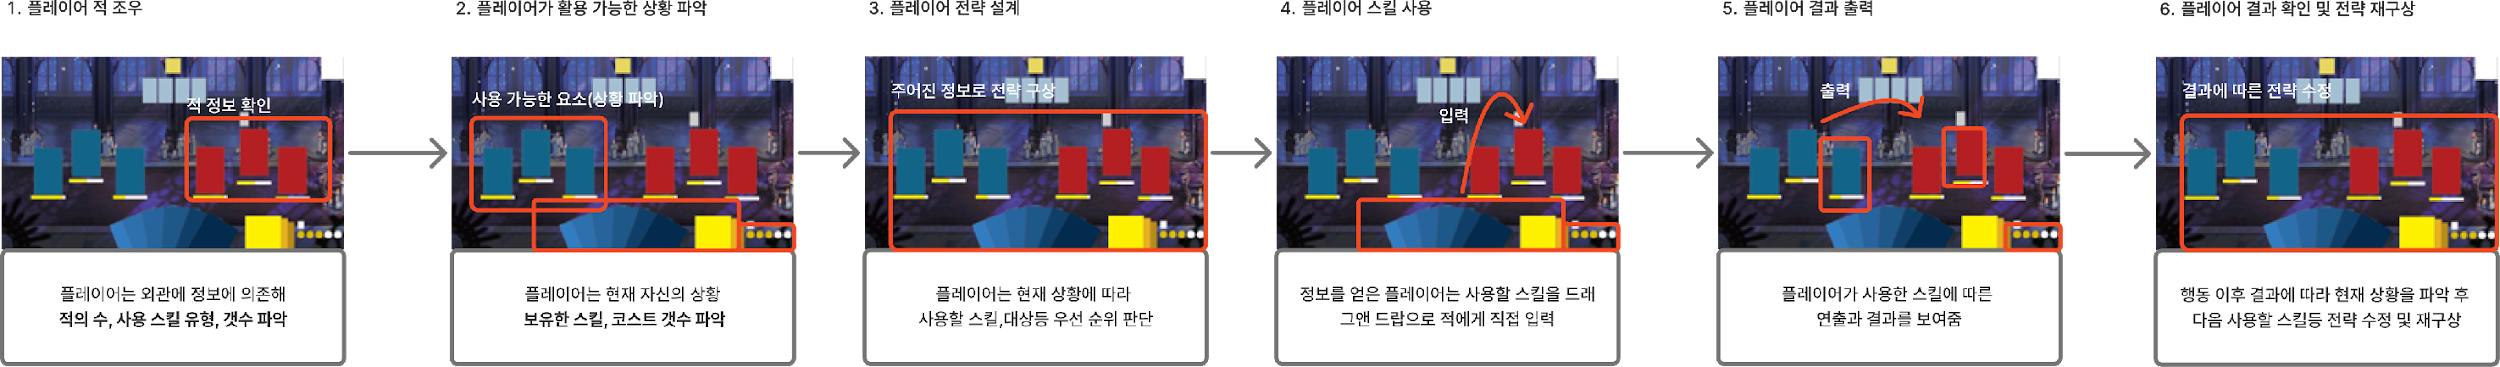 1. 플레이어 적 조우
적 정보 확인
플레이어는 외관에 정보에 의존해
적의 수, 사용 스킬 유형, 갯수 파악
2. 플레이어가 활용 가능한 상황 파악
사용 가능한 요소(상황 파악)
플레이어는 현재 자신의 상황
보유한 스킬, 코스트 갯수 파악
3. 플레이어 전략 설계
주어진 정보로 전략 구상
플레이어는 현재 상황에 따라
사용할 스킬,대상등 우선 순위 판단
4. 플레이어 스킬 사용
입력
정보를 얻은 플레이어는 사용할 스킬을 드래
그앤 드랍으로 적에게 직접 입력
5. 플레이어 결과 출력
출력
플레이어가 사용한 스킬에 따른
연출과 결과를 보여줌
6. 플레이어 결과 확인 및 전략 재구상
결과에 따른 전략 수정
행동 이후 결과에 따라 현재 상황을 파악 후
다음 사용할 스킬등 전략 수정 및 재구상